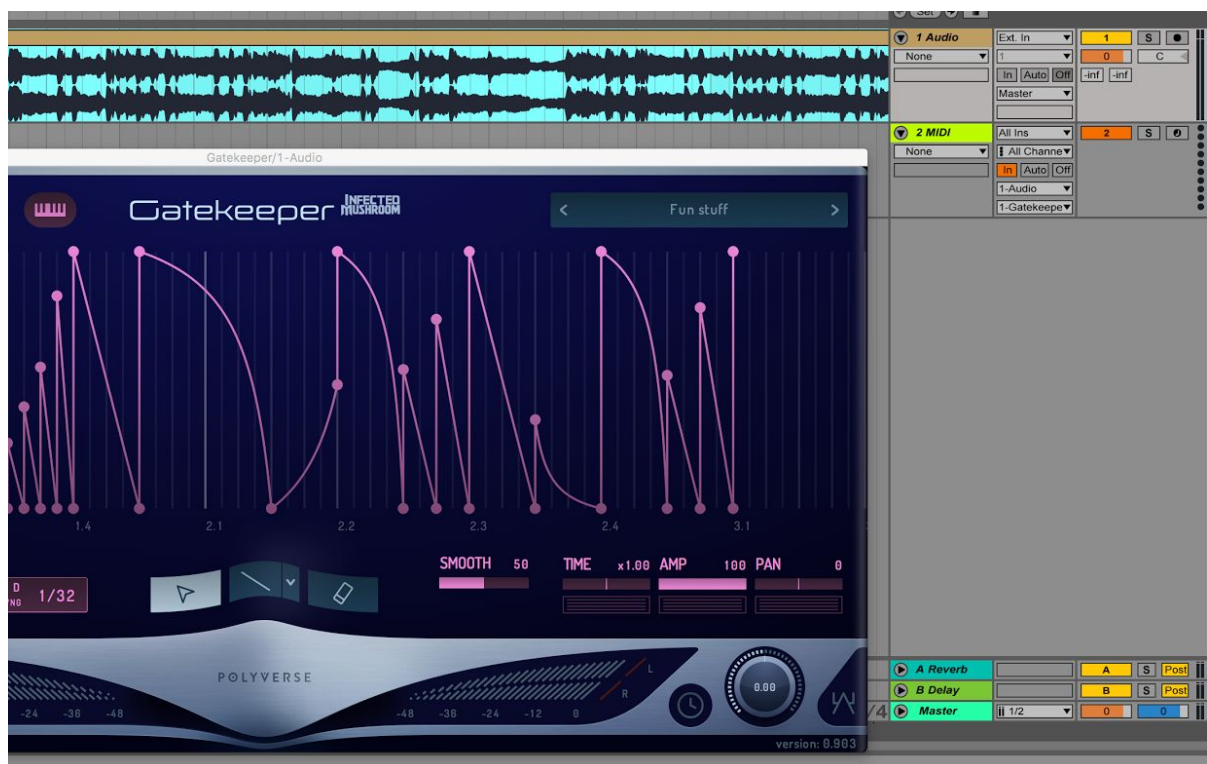 Set
1 Audio
Ext. In
1
S
None
1
0
C
In Auto Off
-inf -inf
Master
2 MIDI
All Ins
2
S
None
All Channe
In Auto Off
1-Audio
1-Gatekeepe
Gatekeeper/1-Audio
Gatekeeper INFECTED MUSHROOM
< Fun stuff >
1.4 2.1 2.2 2.3 2.4 3.1
SMOOTH 50 TIME x1.00 AMP 100 PAN 0
1/32
POLYVERSE
L
R
0.00
-24 -36 -48
-48 -36 -24 -12 0
version: 0.903
A Reverb
A
S
Post
B Delay
B
S
Post
/4
Master
1/2
0
0